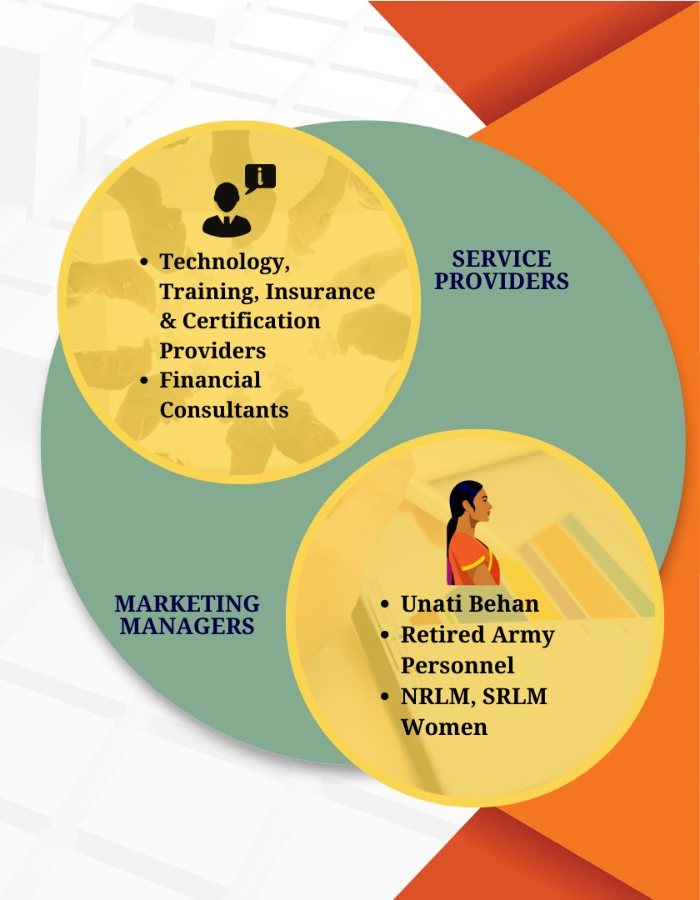 • Technology,
Training, Insurance
& Certification
Providers
• Financial
Consultants
SERVICE
PROVIDERS
MARKETING
MANAGERS
• Unati Behan
• Retired Army
Personnel
• NRLM, SRLM
Women